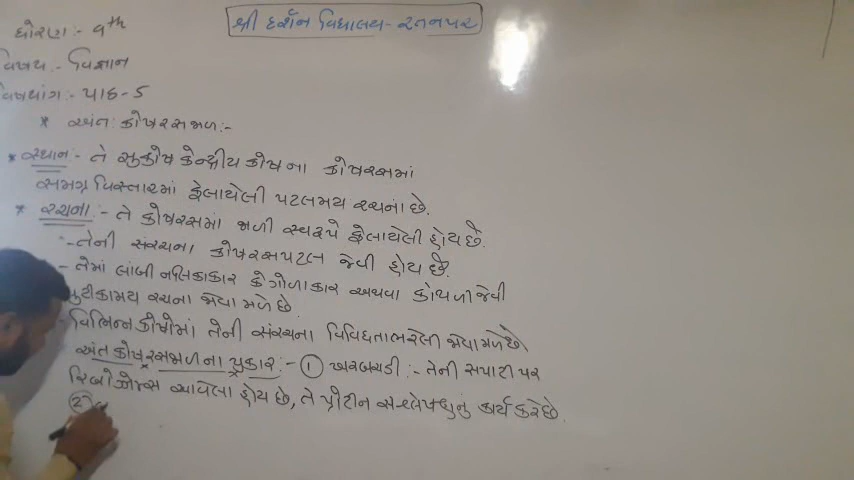 શ્રી દર્શન વિદ્યાલય - રતનપર
ધોરણ :- ૯th
વિષય - વિજ્ઞાન
વિષયાંગ :- પાઠ - 5
* અંતઃકોષરસજાળ :-
* સ્થાન :- તે સુકોષકેન્દ્રીય કોષના કોષરસમાં
સમગ્ર વિસ્તારમાં ફેલાયેલી પટલમય રચના છે.
* રચના :- તે કોષરસમાં જાળી સ્વરૂપે ફેલાયેલી હોય છે.
- તેની સંરચના કોષરસપટલ જેવી હોય છે.
- તેમાં લાંબી નલિકાકાર કે ગોળાકાર અથવા કોથળી જેવી
પુટીકામય રચના જોવા મળે છે.
- વિભિન્ન કોષોમાં તેની સંરચના વિવિધતાભરેલી જોવા મળે છે.
અંતઃકોષરસજાળના પ્રકાર :- ① ખરબચડી :- તેની સપાટી પર
રિબોઝોમ્સ આવેલા હોય છે, તે પ્રોટીન સંશ્લેષણનું કાર્ય કરે છે.
②